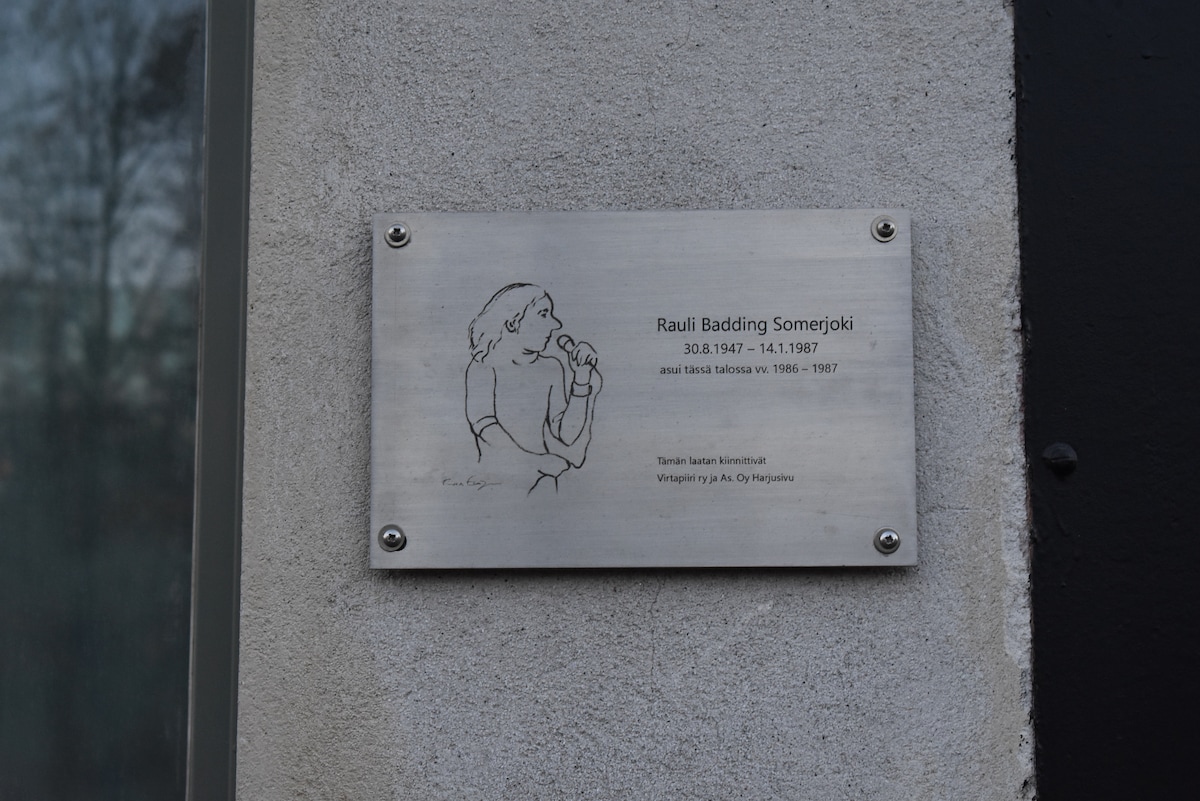 Rauli Badding Somerjoki
30.8.1947 – 14.1.1987
asui tässä talossa vv. 1986 – 1987
Tämän laatan kiinnittivät
Virtapiiri ry ja As. Oy Harjusivu